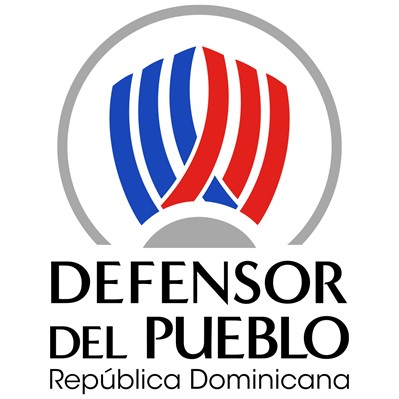 DEFENSOR
DEL PUEBLO
República Dominicana